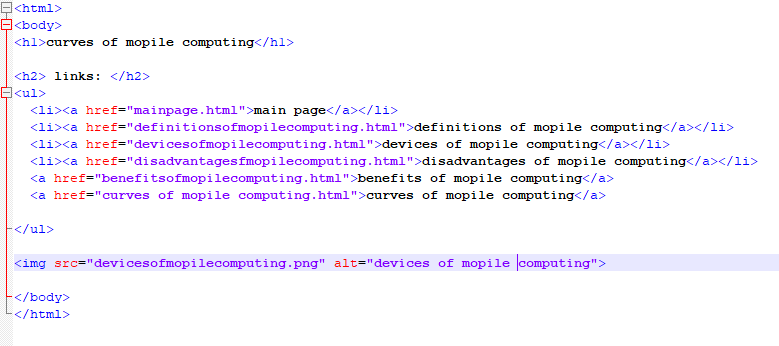 <html>
<body>
<h1>curves of mopile computing</h1>
<h2> links: </h2>
<ul>
<li><a href="mainpage.html">main page</a></li>
<li><a href="definitionsofmopilecomputing.html">definitions of mopile computing</a></li>
<li><a href="devicesofmopilecomputing.html">devices of mopile computing</a></li>
<li><a href="disadvantagesfmopilecomputing.html">disadvantages of mopile computing</a></li>
<a href="benefitsofmopilecomputing.html">benefits of mopile computing</a>
<a href="curves of mopile computing.html">curves of mopile computing</a>
</ul>
<img src="devicesofmopilecomputing.png" alt="devices of mopile computing">
</body>
</html>